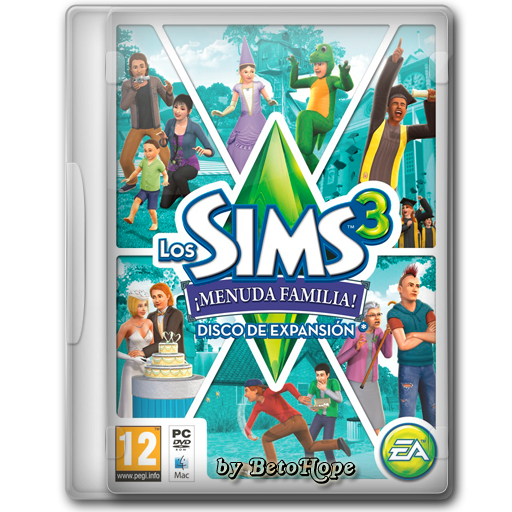 LOS SiMS 3 ™
¡MENUDA FAMILIA!
DISCO DE EXPANSIÓN
12
www.pegi.info
PC
DVD
ROM
Mac
by BetoHope
EA